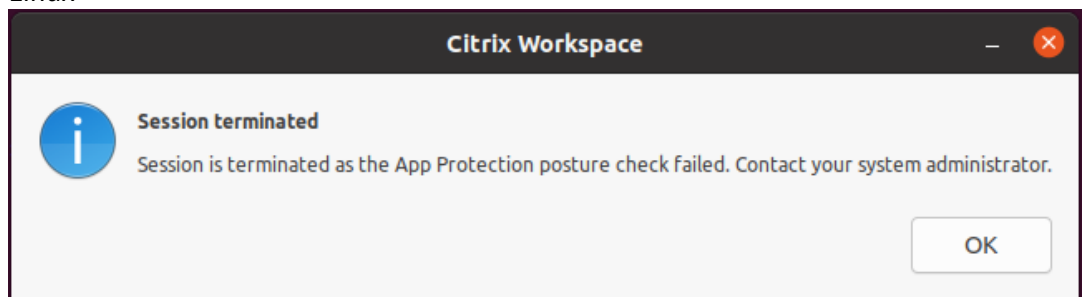 Linux
Citrix Workspace
Session terminated
Session is terminated as the App Protection posture check failed. Contact your system administrator.
OK